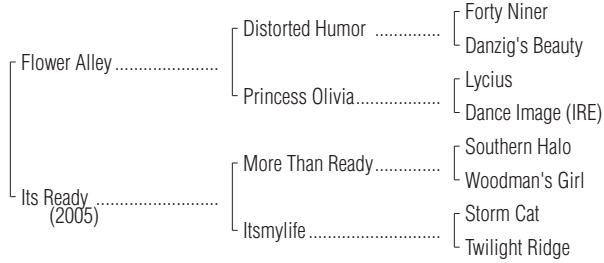 Forty Niner
Distorted Humor ..............
Danzig's Beauty
Flower Alley ......................
Lycius
Princess Olivia..................
Dance Image (IRE)
Southern Halo
More Than Ready..............
Woodman's Girl
Its Ready ..........................
(2005)
Storm Cat
Itsmylife ............................
Twilight Ridge